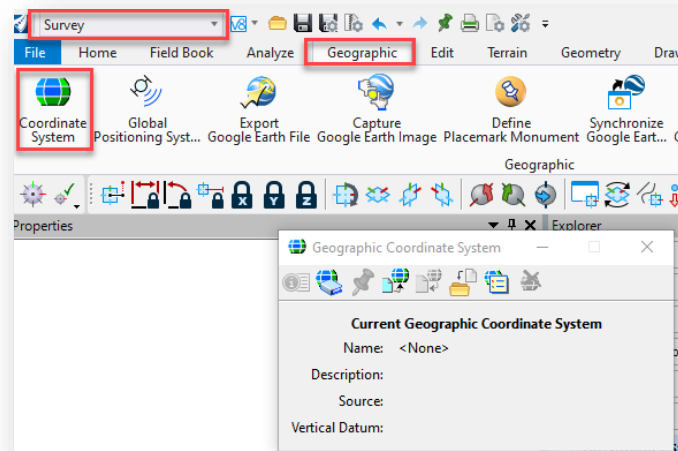 Survey
V8
File Home Field Book Analyze Geographic Edit Terrain Geometry
Coordinate System
Global Positioning Syst...
Export Google Earth File
Capture Google Earth Image
Define Placemark Monument
Synchronize Google Eart...
Geographic
X Y Z
Properties
Explorer
Geographic Coordinate System
Current Geographic Coordinate System
Name: <None>
Description:
Source:
Vertical Datum: